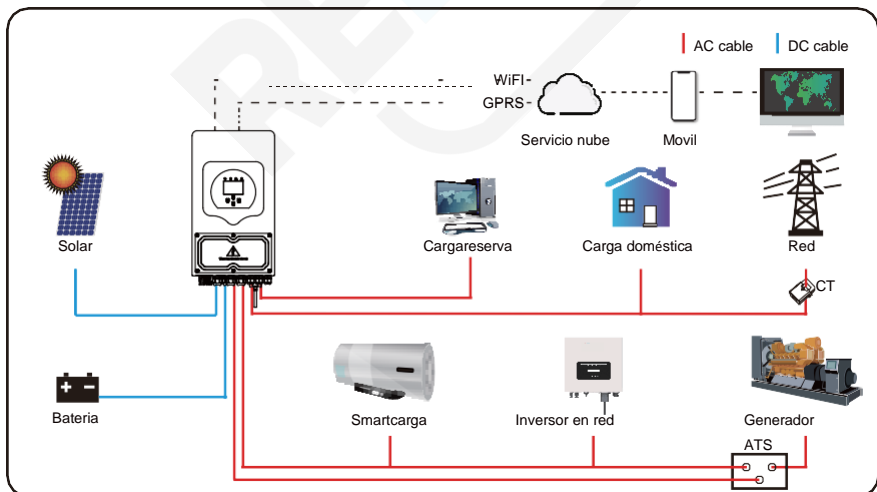 AC cable
DC cable
WiFI
GPRS
Servicio nube
Movil
Solar
Cargareserva
Carga doméstica
Red
CT
Bateria
Smartcarga
Inversor en red
Generador
ATS